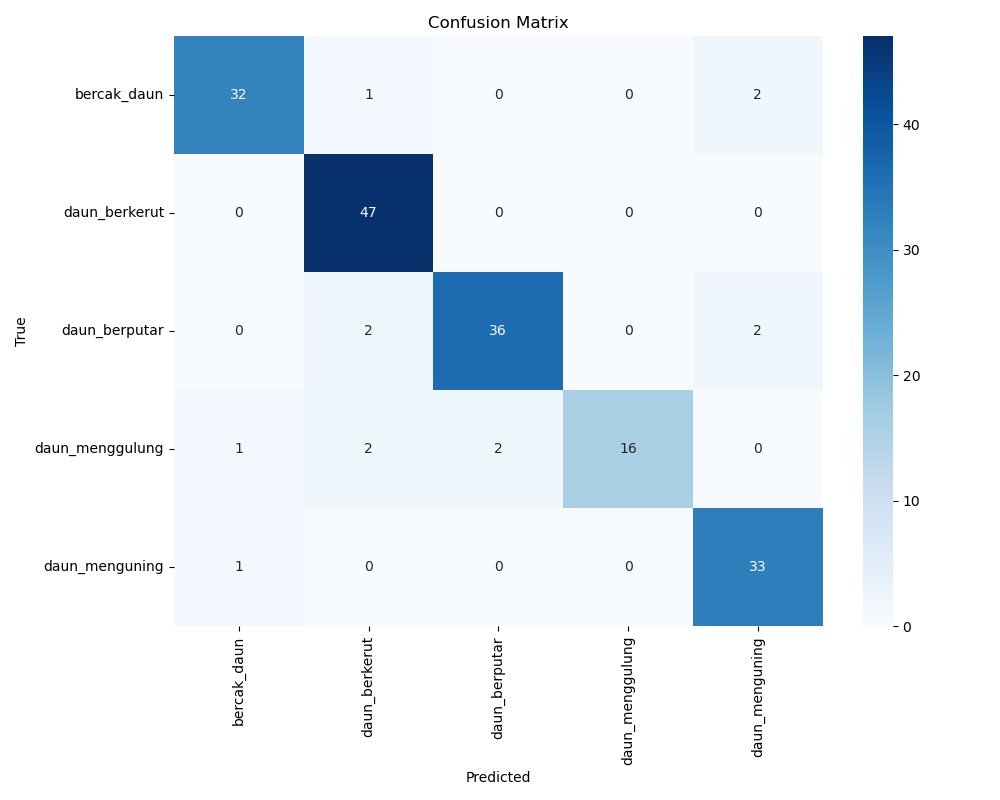 Confusion Matrix
True
bercak_daun 32 1 0 0 2
daun_berkerut 0 47 0 0 0
daun_berputar 0 2 36 0 2
daun_menggulung 1 2 2 16 0
daun_menguning 1 0 0 0 33
bercak_daun daun_berkerut daun_berputar daun_menggulung daun_menguning
Predicted
40
30
20
10
0